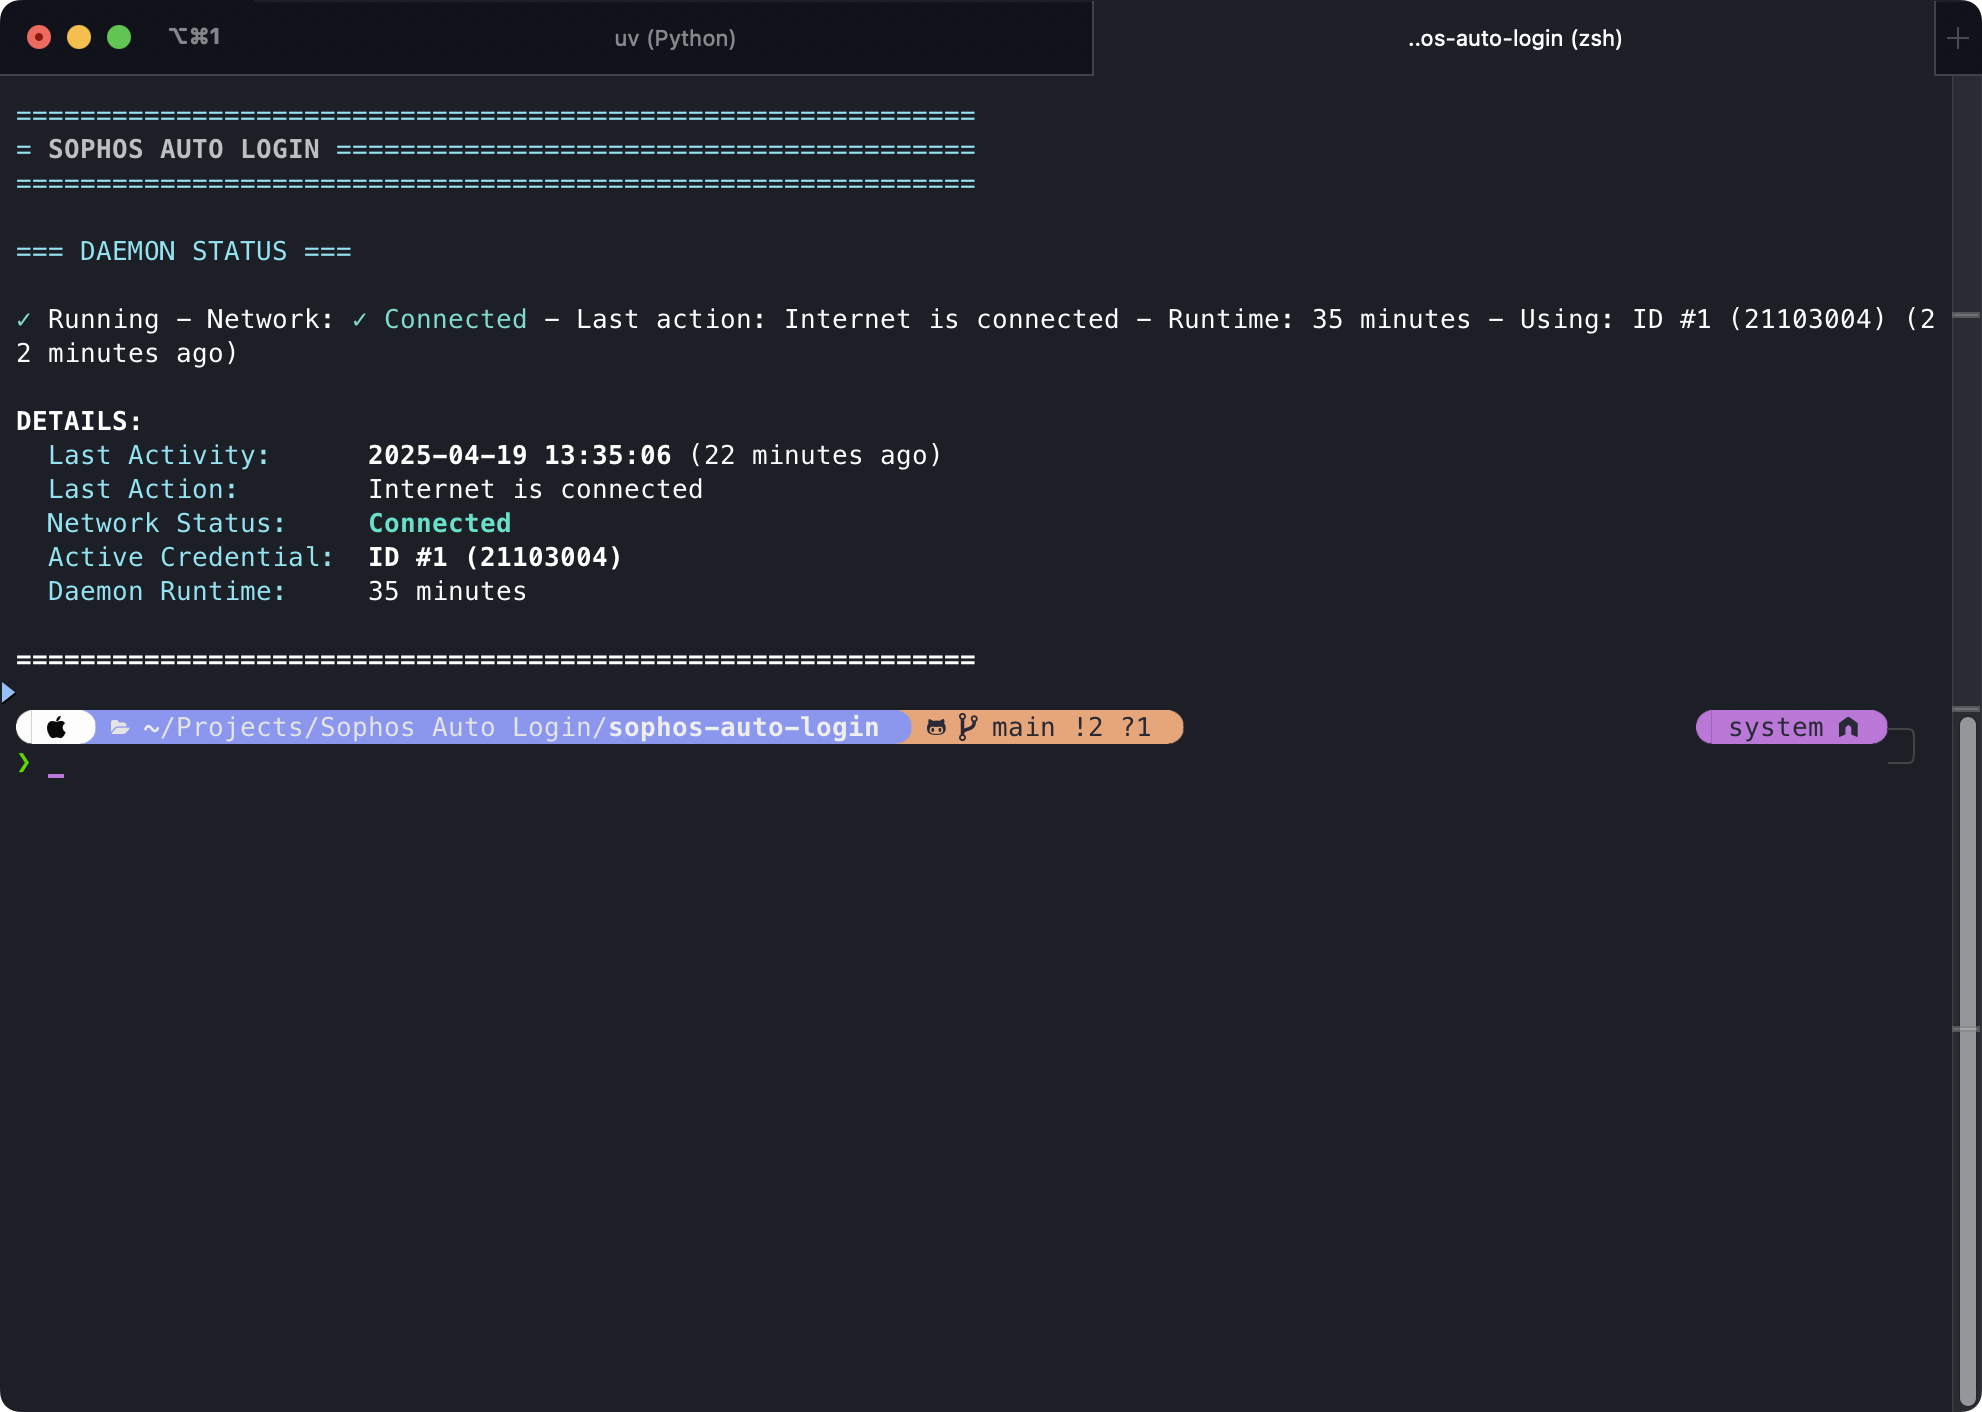 ⌥⌘1
uv (Python)
..os-auto-login (zsh)
============================================================
= SOPHOS AUTO LOGIN ========================================
============================================================
=== DAEMON STATUS ===
✓ Running – Network: ✓ Connected – Last action: Internet is connected – Runtime: 35 minutes – Using: ID #1 (21103004) (2
2 minutes ago)
DETAILS:
Last Activity: 2025-04-19 13:35:06 (22 minutes ago)
Last Action: Internet is connected
Network Status: Connected
Active Credential: ID #1 (21103004)
Daemon Runtime: 35 minutes
============================================================
~/Projects/Sophos Auto Login/sophos-auto-login main !2 ?1 system
❯ _